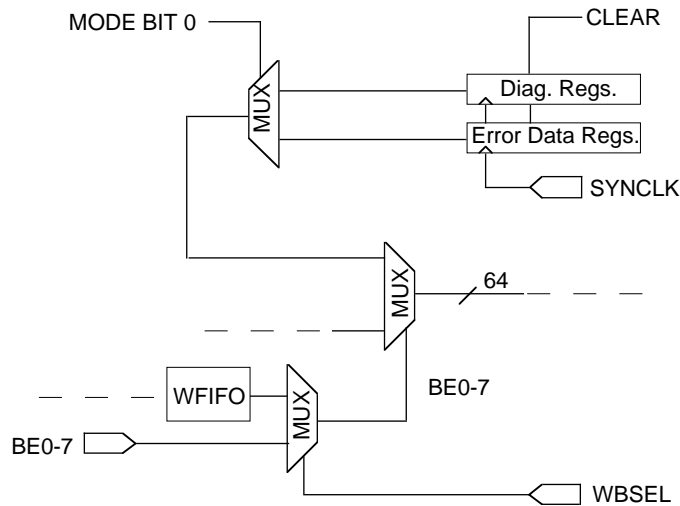 MODE BIT 0
CLEAR
Diag. Regs.
MUX
Error Data Regs.
SYNCLK
64
MUX
BE0-7
WFIFO
MUX
BE0-7
WBSEL